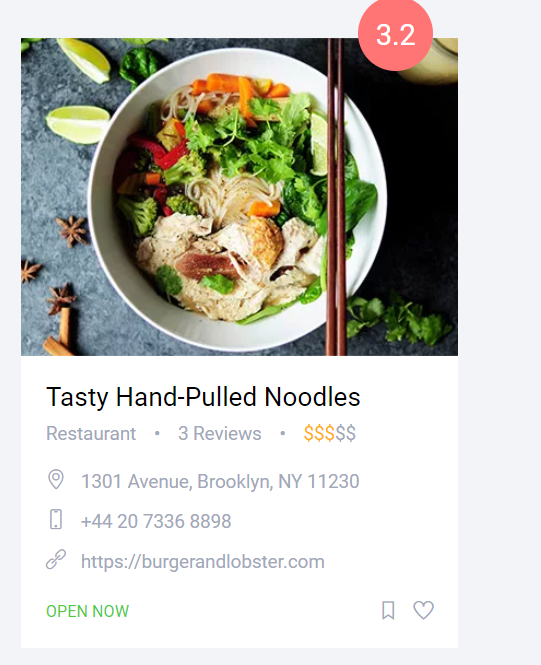 3.2
Tasty Hand-Pulled Noodles
Restaurant • 3 Reviews • $$$$$
1301 Avenue, Brooklyn, NY 11230
+44 20 7336 8898
https://burgerandlobster.com
OPEN NOW